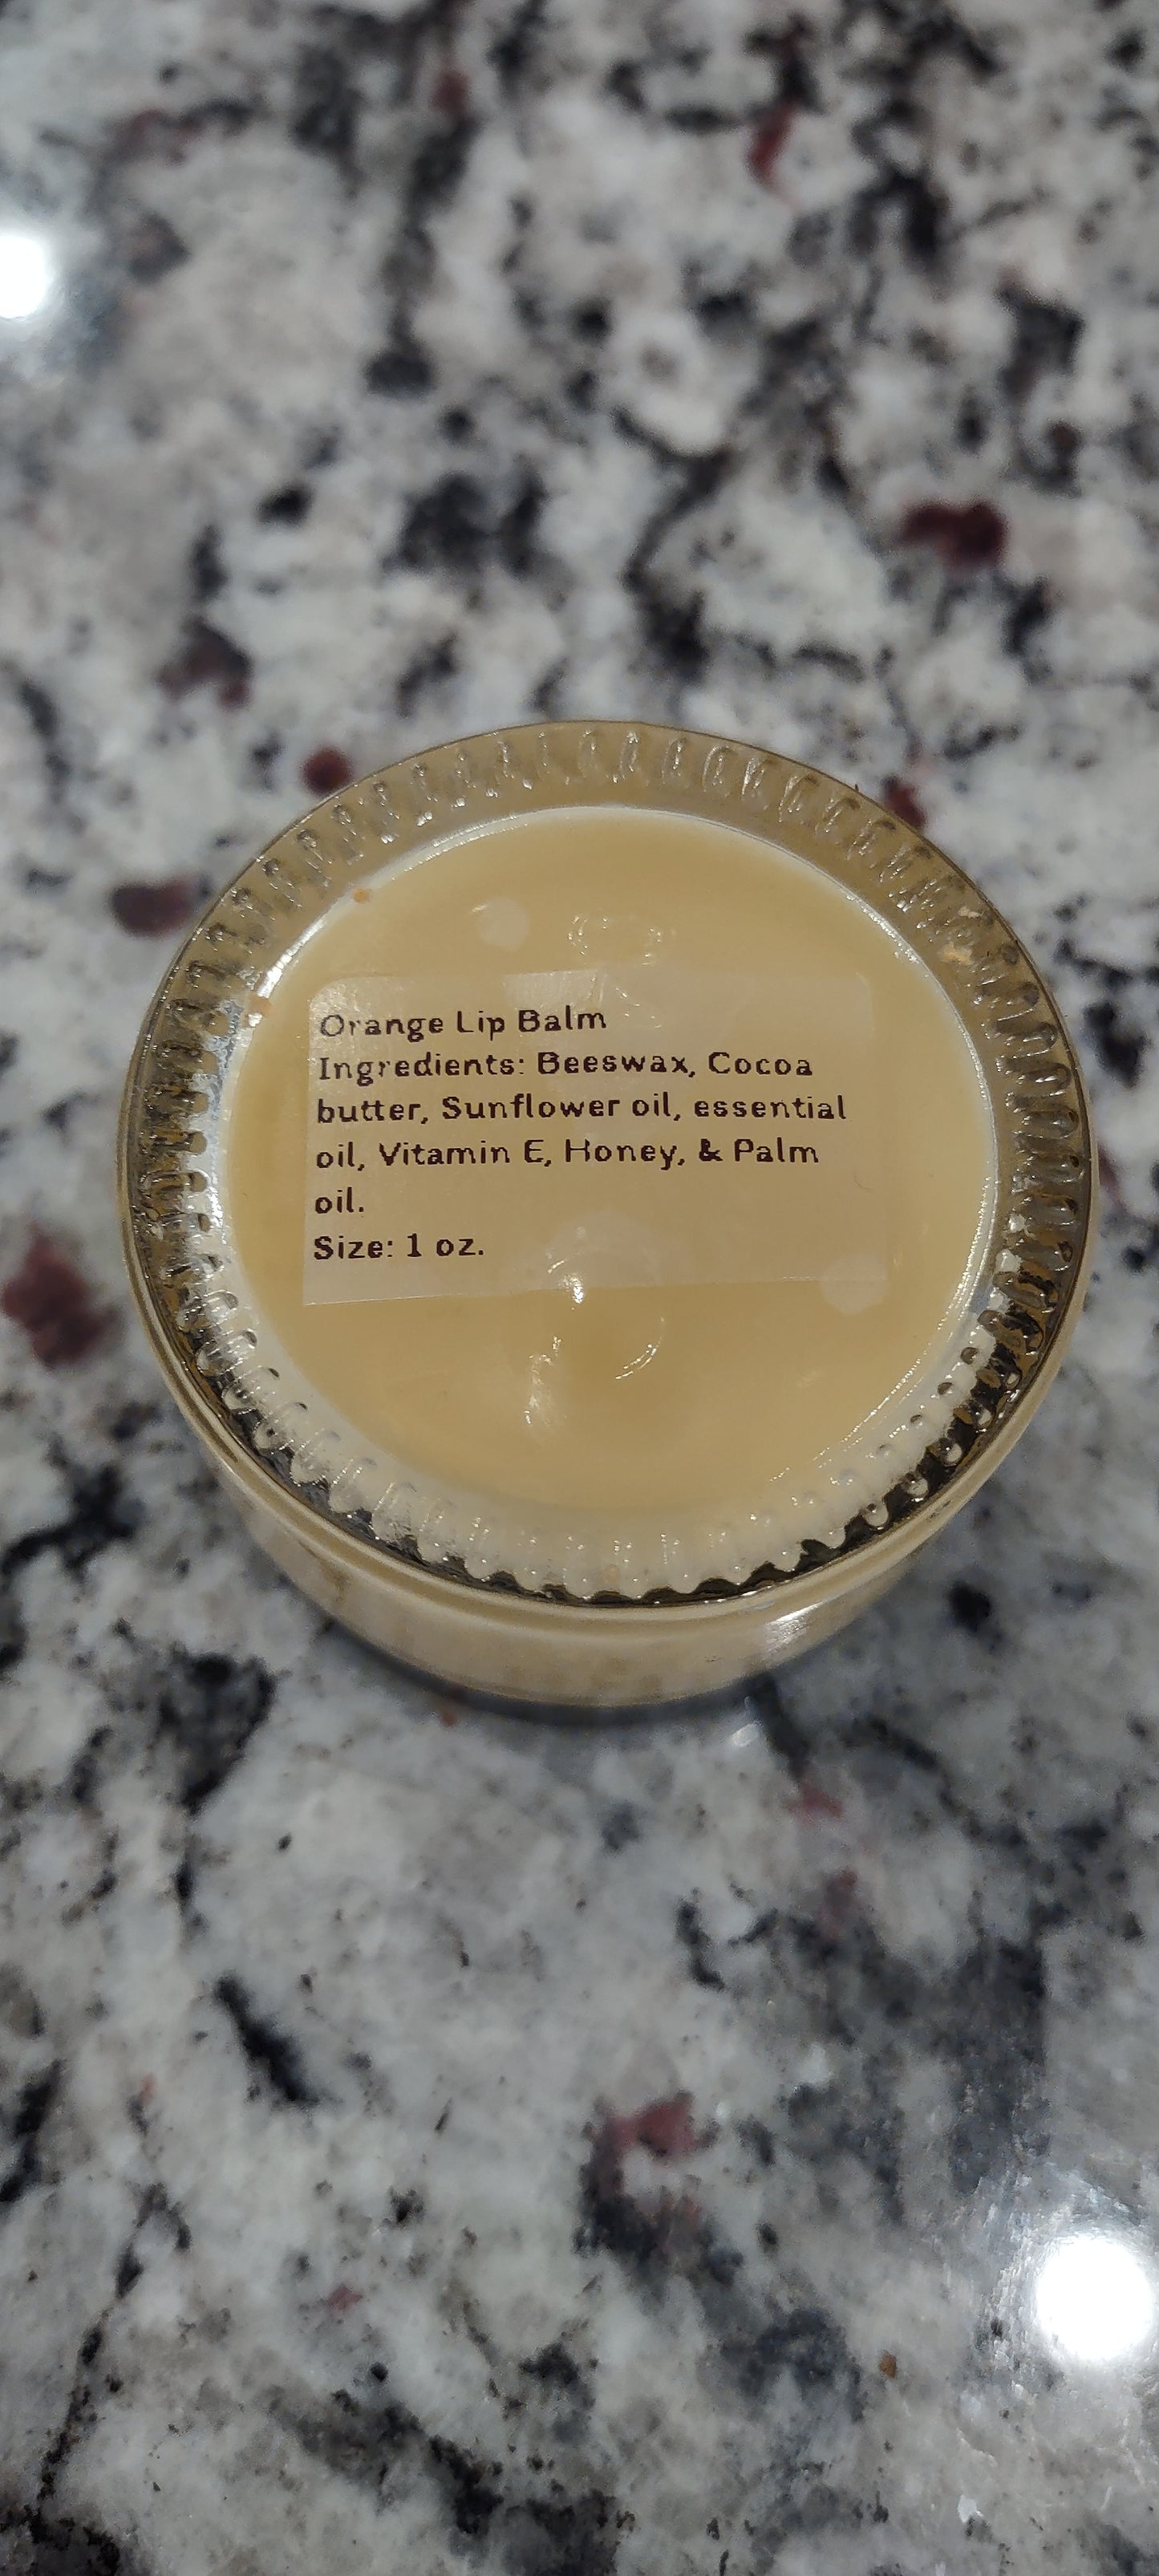 Orange Lip Balm
Ingredients: Beeswax, Cocoa
butter, Sunflower oil, essential
oil, Vitamin E, Honey, & Palm
oil.
Size: 1 oz.